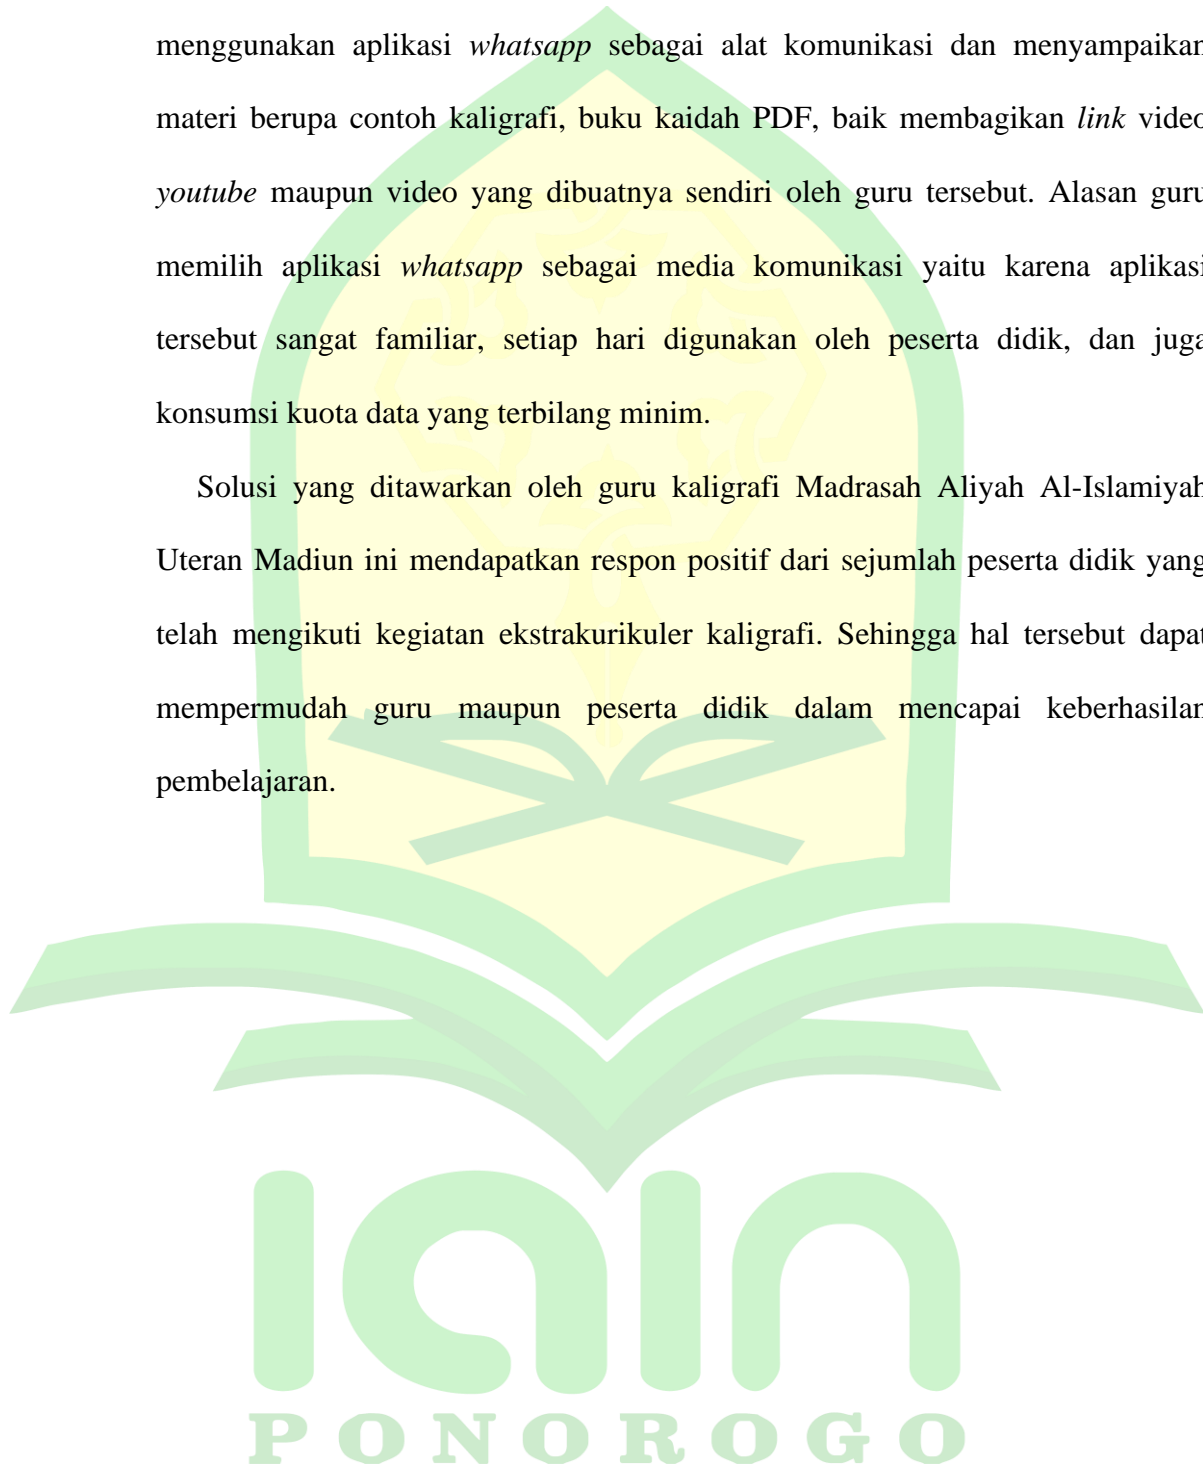 menggunakan aplikasi whatsapp sebagai alat komunikasi dan menyampaikan
materi berupa contoh kaligrafi, buku kaidah PDF, baik membagikan link video
youtube maupun video yang dibuatnya sendiri oleh guru tersebut. Alasan guru
memilih aplikasi whatsapp sebagai media komunikasi yaitu karena aplikasi
tersebut sangat familiar, setiap hari digunakan oleh peserta didik, dan juga
konsumsi kuota data yang terbilang minim.
Solusi yang ditawarkan oleh guru kaligrafi Madrasah Aliyah Al-Islamiyah
Uteran Madiun ini mendapatkan respon positif dari sejumlah peserta didik yang
telah mengikuti kegiatan ekstrakurikuler kaligrafi. Sehingga hal tersebut dapat
mempermudah guru maupun peserta didik dalam mencapai keberhasilan
pembelajaran.
iain
PONOROGO